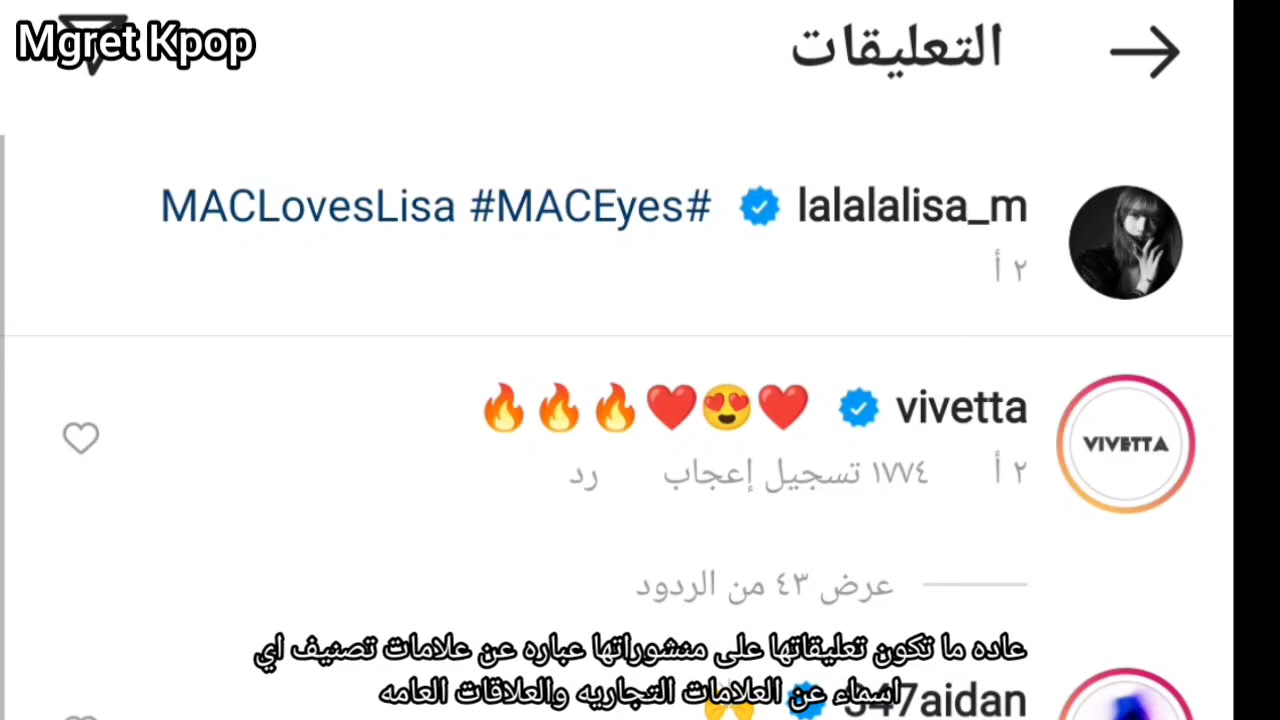 Mgret Kpop
التعليقات
lalalalisa_m #MACLovesLisa #MACEyes
٢ أ
vivetta ❤️😍❤️🔥🔥🔥
VIVETTA
٢ أ ١٧٧٤ تسجيل إعجاب رد
عرض ٤٣ من الردود
عاده ما تكون تعليقاتها على منشوراتها عباره عن علامات تصنيف اي
اسماء عن العلامات التجاريه والعلاقات العامه
347aidan